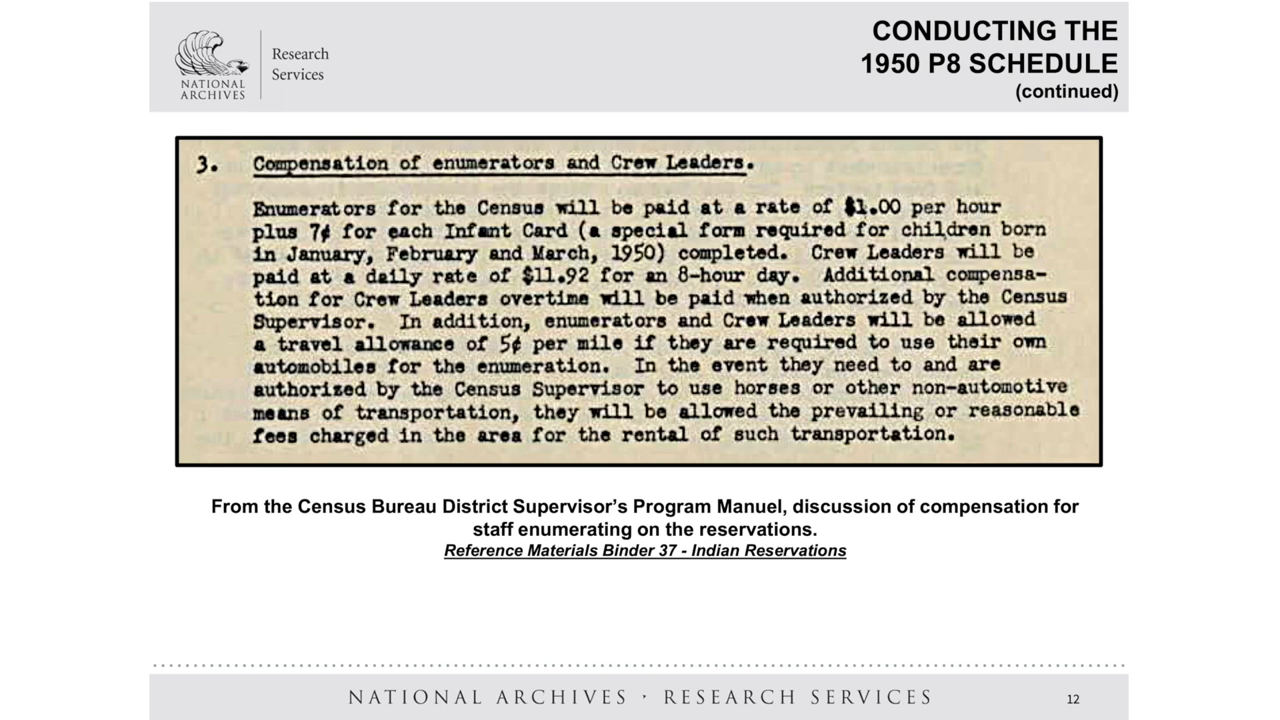 NATIONAL
ARCHIVES
Research
Services
CONDUCTING THE
1950 P8 SCHEDULE
(continued)
3. Compensation of enumerators and Crew Leaders.
Enumerators for the Census will be paid at a rate of $1.00 per hour
plus 7¢ for each Infant Card (a special form required for children born
in January, February and March, 1950) completed. Crew Leaders will be
paid at a daily rate of $11.92 for an 8-hour day. Additional compensa-
tion for Crew Leaders overtime will be paid when authorized by the Census
Supervisor. In addition, enumerators and Crew Leaders will be allowed
a travel allowance of 5¢ per mile if they are required to use their own
automobiles for the enumeration. In the event they need to and are
authorized by the Census Supervisor to use horses or other non-automotive
means of transportation, they will be allowed the prevailing or reasonable
fees charged in the area for the rental of such transportation.
From the Census Bureau District Supervisor’s Program Manuel, discussion of compensation for
staff enumerating on the reservations.
Reference Materials Binder 37 - Indian Reservations
NATIONAL ARCHIVES · RESEARCH SERVICES
12